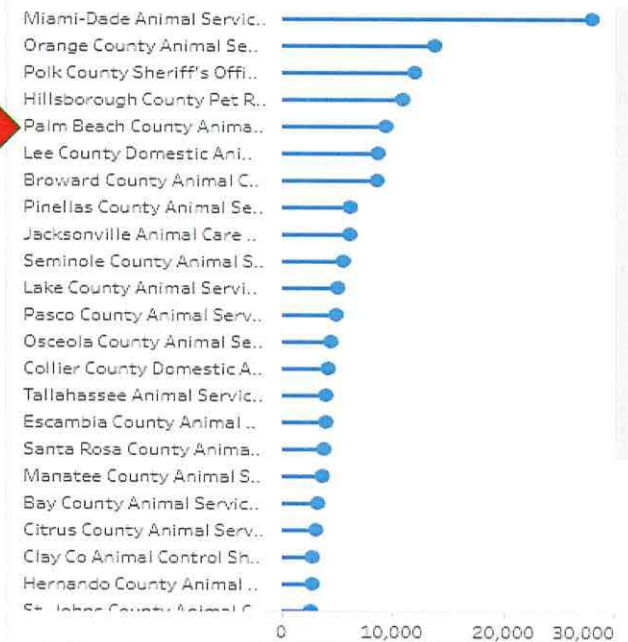 Miami-Dade Animal Servic..
Orange County Animal Se..
Polk County Sheriff's Offi..
Hillsborough County Pet R..
Palm Beach County Anima..
Lee County Domestic Ani..
Broward County Animal C..
Pinellas County Animal Se..
Jacksonville Animal Care ..
Seminole County Animal S..
Lake County Animal Servi..
Pasco County Animal Serv..
Osceola County Animal Se..
Collier County Domestic A..
Tallahassee Animal Servic..
Escambia County Animal ..
Santa Rosa County Anima..
Manatee County Animal S..
Bay County Animal Servic..
Citrus County Animal Serv..
Clay Co Animal Control Sh..
Hernando County Animal ..
St. Johns County Animal C..
0 10,000 20,000 30,000